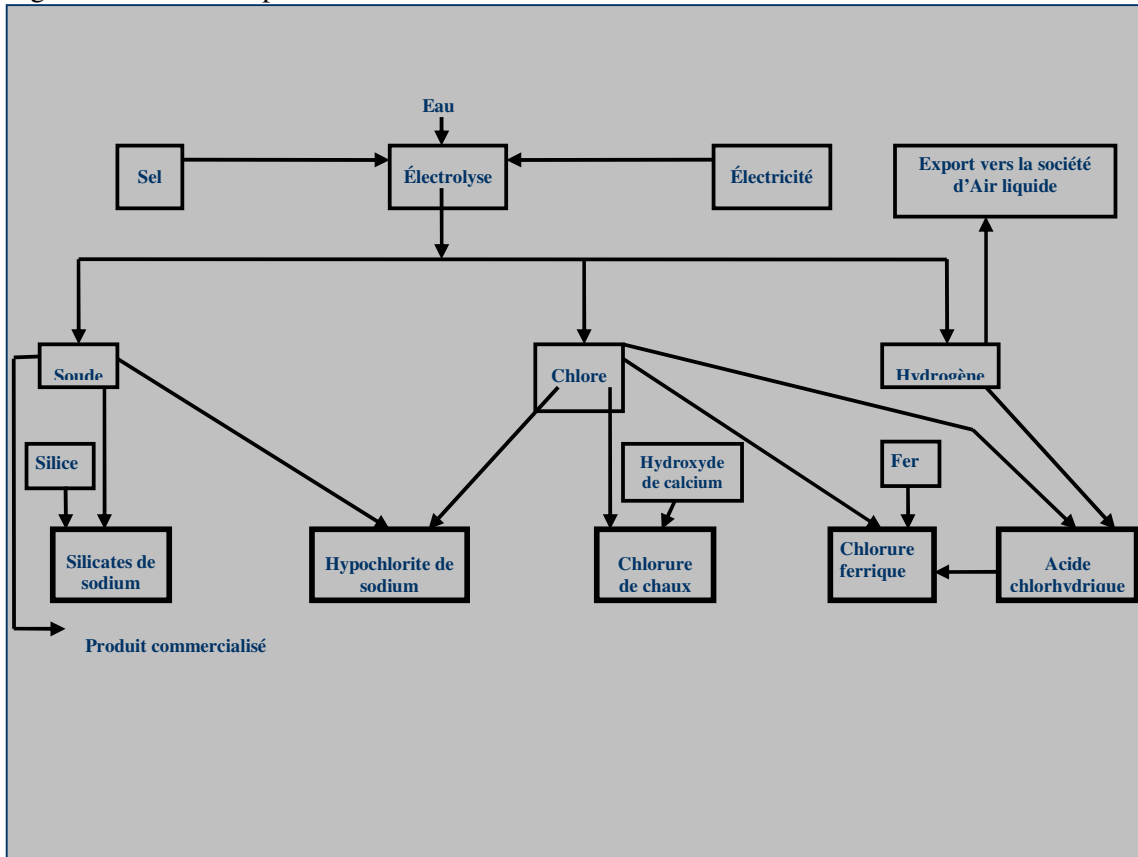 Eau
Sel
Électrolyse
Électricité
Export vers la société
d’Air liquide
Soude
Chlore
Hydrogène
Silice
Hydroxyde
de calcium
Fer
Silicates de
sodium
Hypochlorite de
sodium
Chlorure
de chaux
Chlorure
ferrique
Acide
chlorhydrique
Produit commercialisé